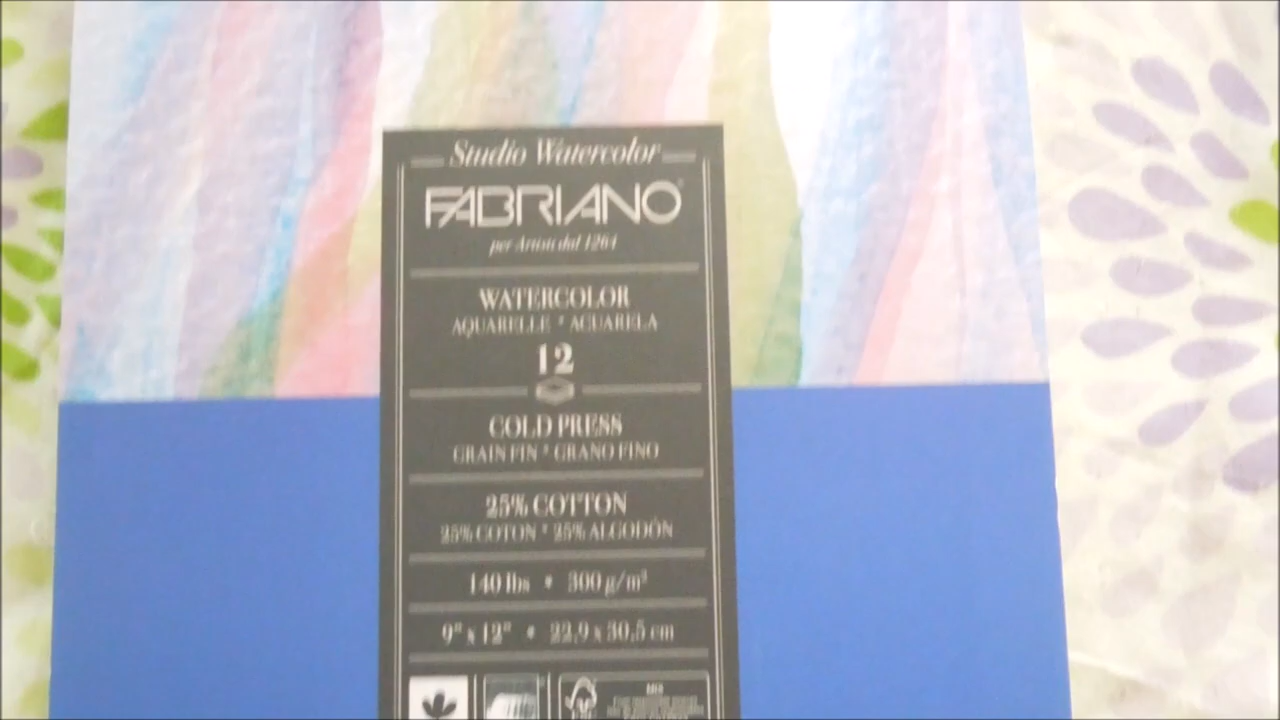 Studio Watercolor
FABRIANO
per Artisti dal 1264
WATERCOLOR
AQUARELLE * ACUARELA
12
COLD PRESS
GRAIN FIN * GRANO FINO
25% COTTON
25% COTON * 25% ALGODÓN
140 lbs • 300 g/m²
9" x 12" • 22,9 x 30,5 cm
MIX